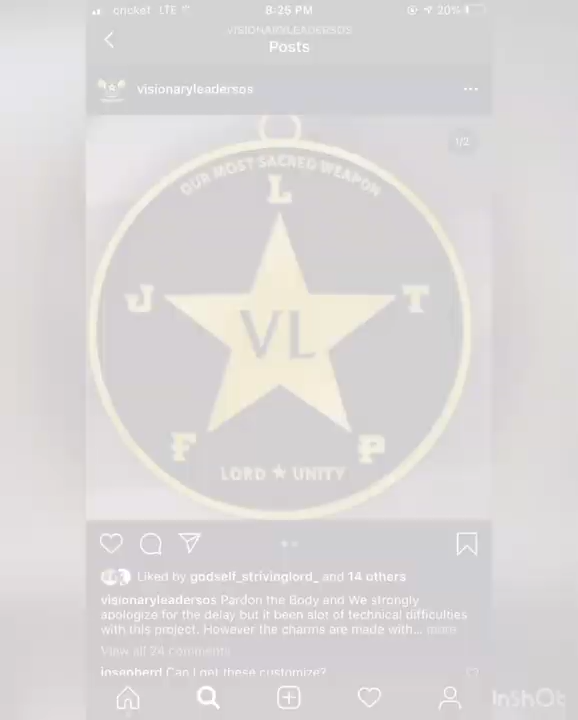 cricket LTE 8:25 PM 20%
VISIONARYLEADERSOS
Posts
visionaryleadersos
1/2
OUR MOST SACRED WEAPON
L
J T
VL
F P
LORD ★ UNITY
Liked by godself_strivinglord_ and 14 others
visionaryleadersos Pardon the Body and We strongly
apologize for the delay but it been alot of technical difficulties
with this project. However the charms are made with... more
View all 24 comments
josepherd Can I get these customize?
InShOt